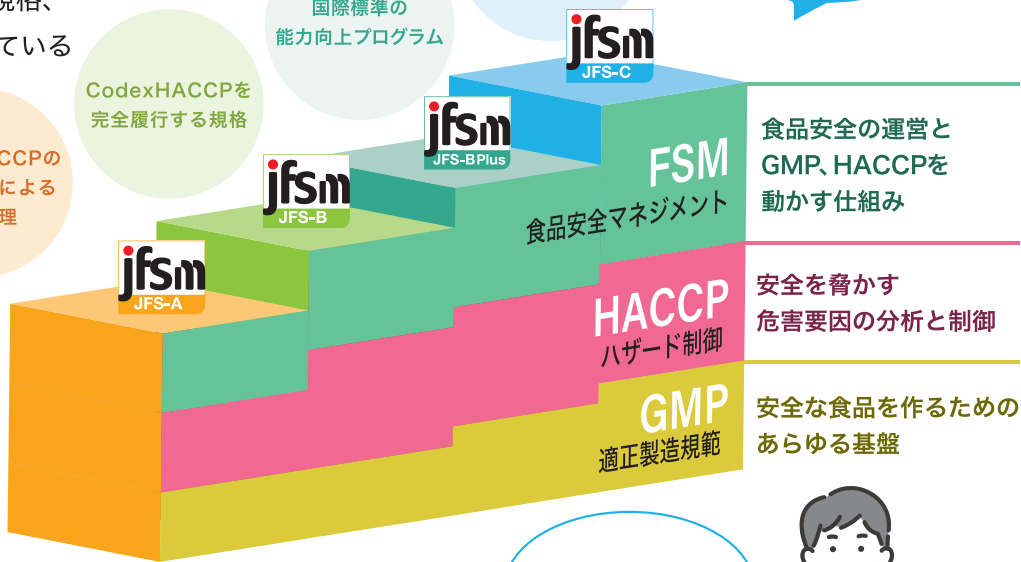 規格、
ている
国際標準の
能力向上プログラム
CodexHACCPを
完全履行する規格
CCPの
による
理
jfsm
JFS-C
jfsm
JFS-B Plus
jfsm
JFS-B
jfsm
JFS-A
FSM
食品安全マネジメント
HACCP
ハザード制御
GMP
適正製造規範
食品安全の運営と
GMP、HACCPを
動かす仕組み
安全を脅かす
危害要因の分析と制御
安全な食品を作るための
あらゆる基盤